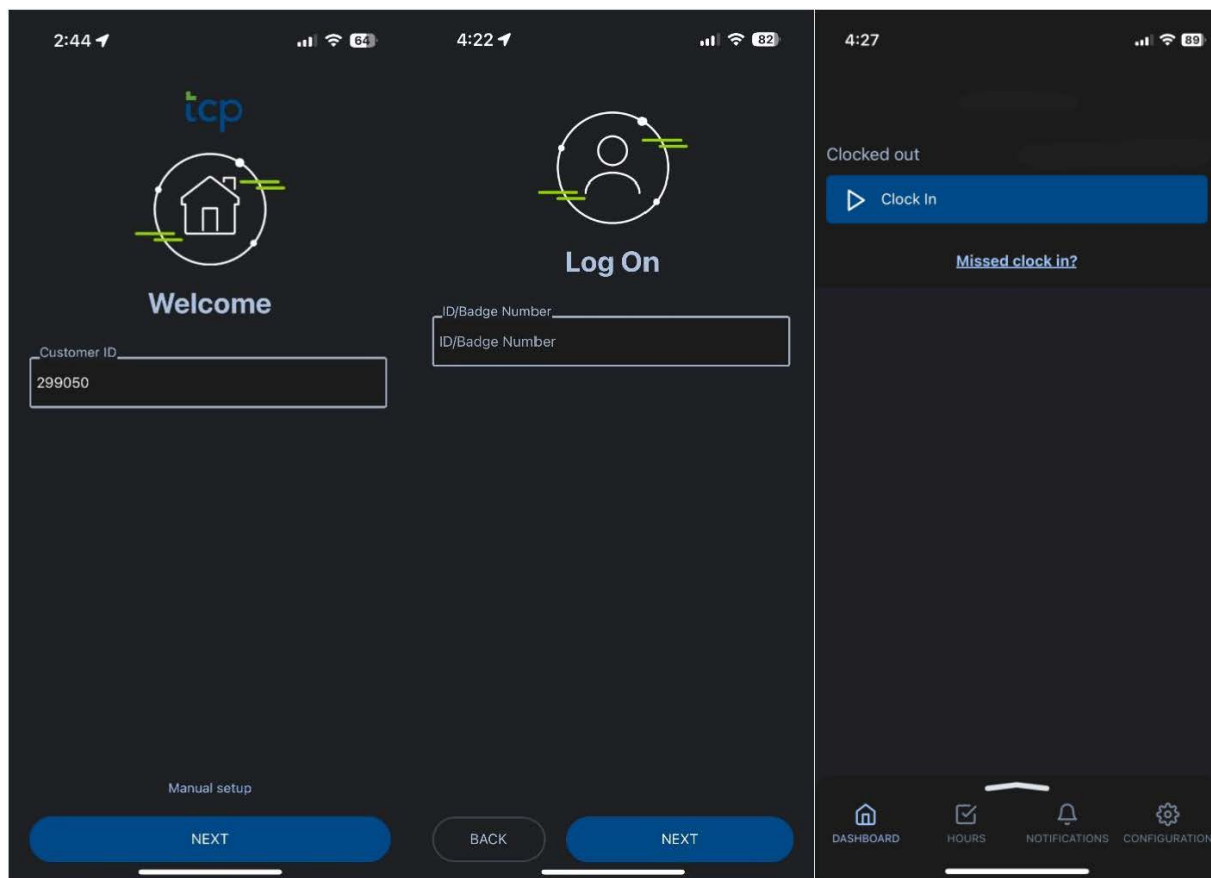 2:44
64
tcp
Welcome
Customer ID
299050
Manual setup
NEXT
4:22
82
Log On
ID/Badge Number
ID/Badge Number
BACK
NEXT
4:27
89
Clocked out
Clock In
Missed clock in?
DASHBOARD
HOURS
NOTIFICATIONS
CONFIGURATION